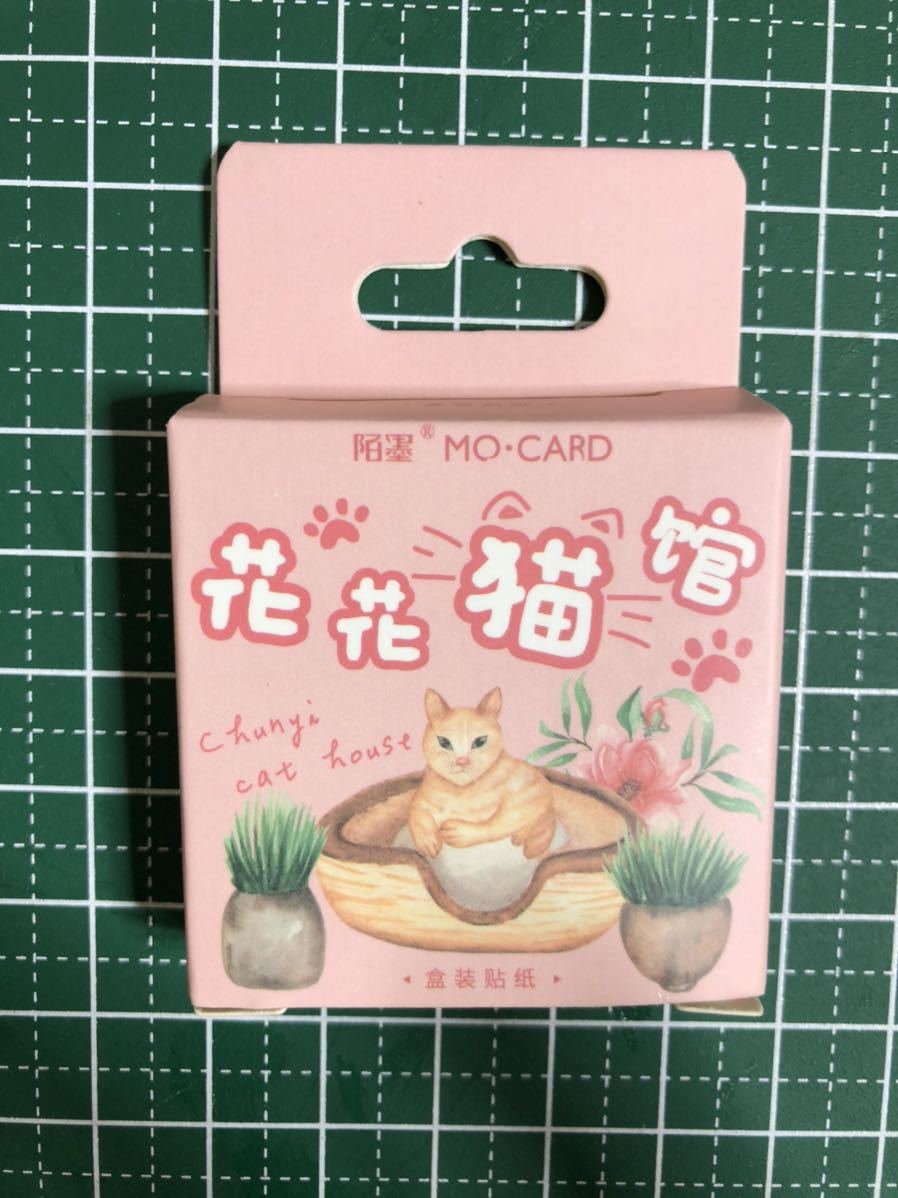 陌墨® MO·CARD
花花猫馆
chunyi
cat house
盒装贴纸